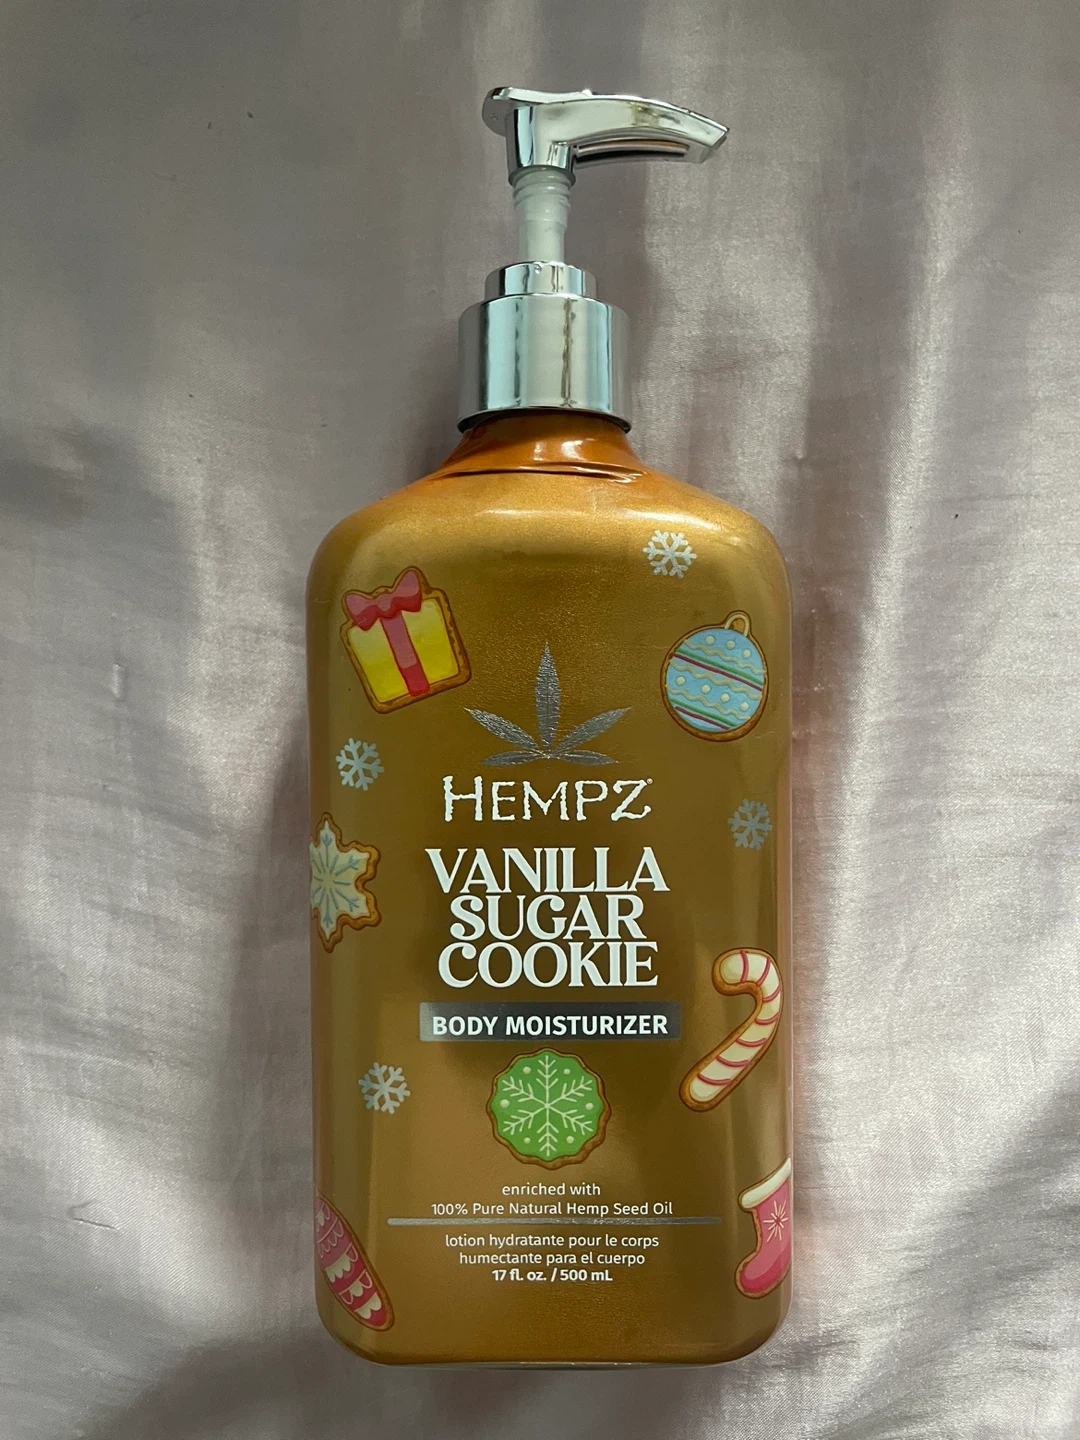 HEMPZ®
VANILLA
SUGAR
COOKIE
BODY MOISTURIZER
enriched with
100% Pure Natural Hemp Seed Oil
lotion hydratante pour le corps
humectante para el cuerpo
17 fl. oz. / 500 mL